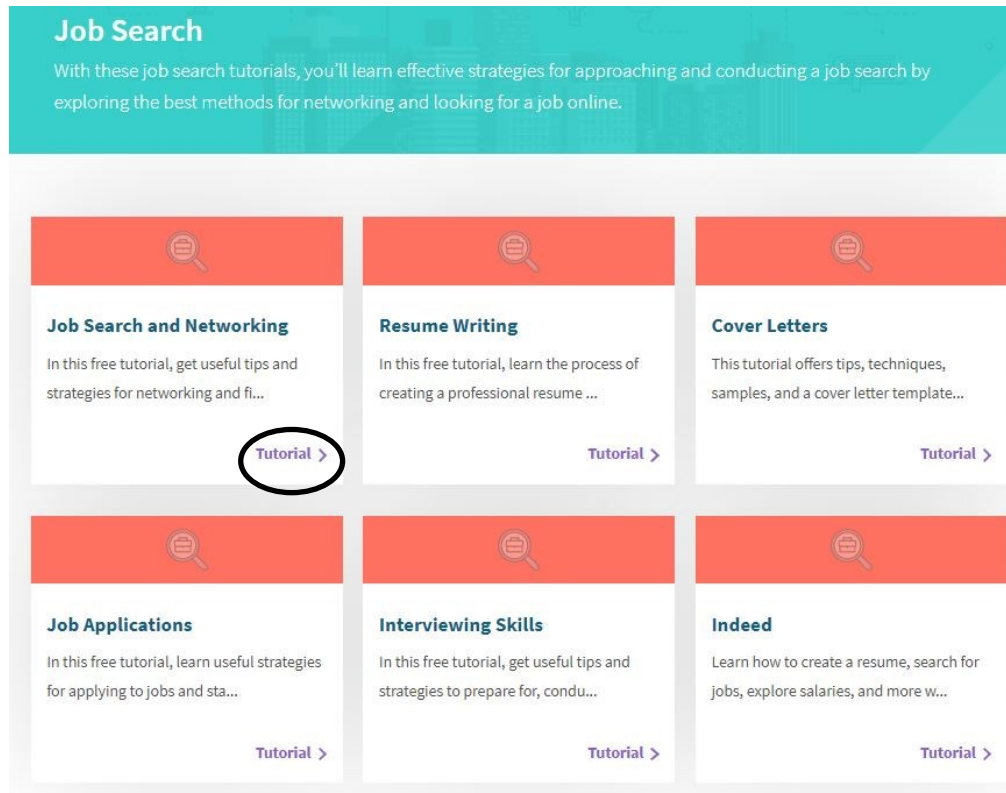 Job Search
With these job search tutorials, you'll learn effective strategies for approaching and conducting a job search by
exploring the best methods for networking and looking for a job online.
Job Search and Networking
In this free tutorial, get useful tips and
strategies for networking and fi...
Tutorial >
Resume Writing
In this free tutorial, learn the process of
creating a professional resume ...
Tutorial >
Cover Letters
This tutorial offers tips, techniques,
samples, and a cover letter template...
Tutorial >
Job Applications
In this free tutorial, learn useful strategies
for applying to jobs and sta...
Tutorial >
Interviewing Skills
In this free tutorial, get useful tips and
strategies to prepare for, condu...
Tutorial >
Indeed
Learn how to create a resume, search for
jobs, explore salaries, and more w...
Tutorial >